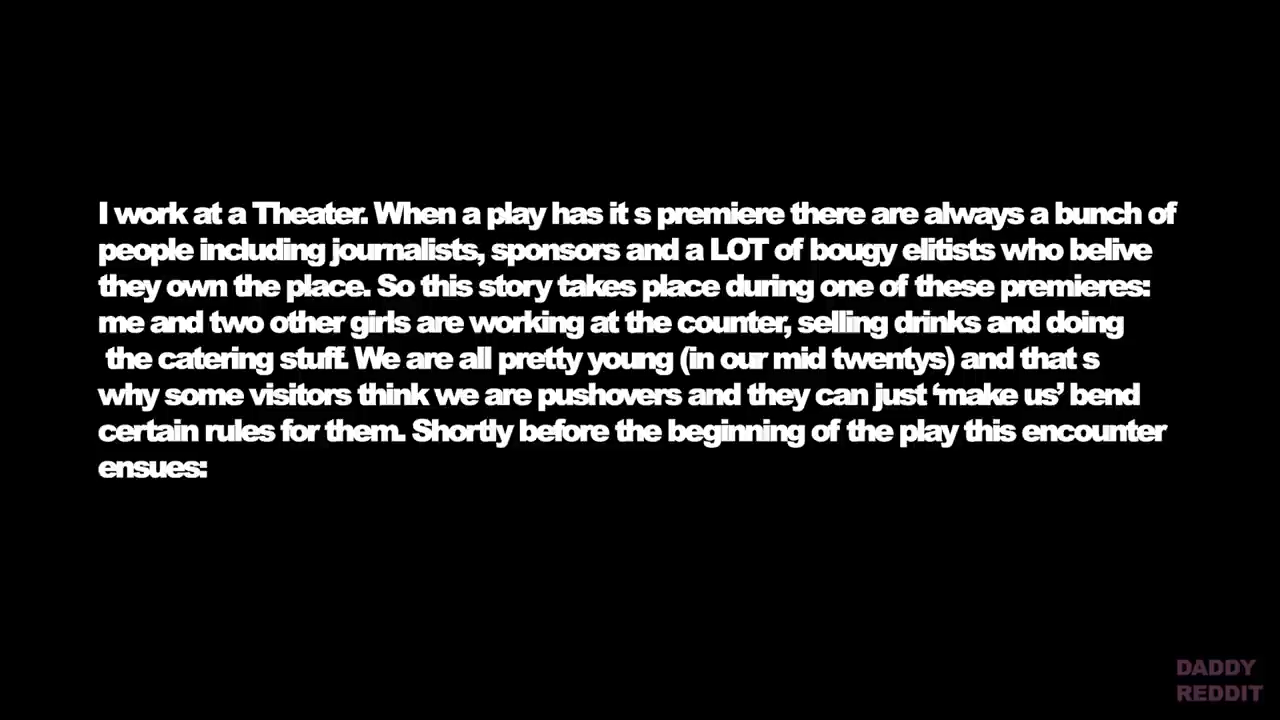 I work at a Theater. When a play has it s premiere there are always a bunch of
people including journalists, sponsors and a LOT of bougy elitists who belive
they own the place. So this story takes place during one of these premieres:
me and two other girls are working at the counter, selling drinks and doing
the catering stuff. We are all pretty young (in our mid twentys) and that s
why some visitors think we are pushovers and they can just ‘make us’ bend
certain rules for them. Shortly before the beginning of the play this encounter
ensues:
DADDY
REDDIT